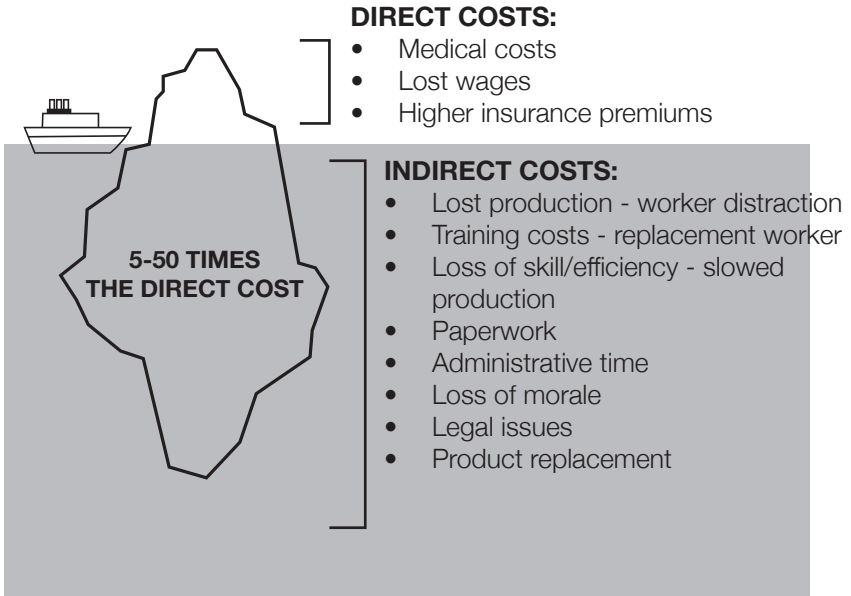 DIRECT COSTS:
• Medical costs
• Lost wages
• Higher insurance premiums
INDIRECT COSTS:
• Lost production - worker distraction
• Training costs - replacement worker
• Loss of skill/efficiency - slowed
production
• Paperwork
• Administrative time
• Loss of morale
• Legal issues
• Product replacement
5-50 TIMES
THE DIRECT COST